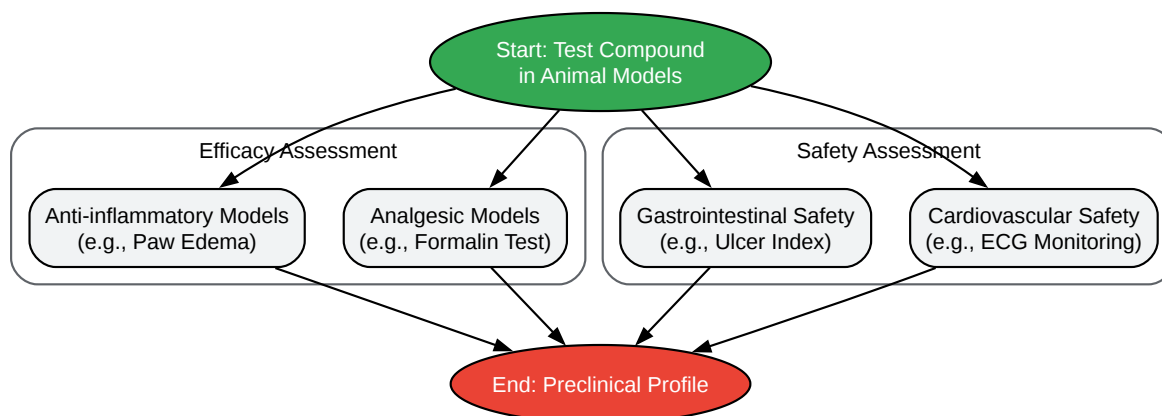 Start: Test Compound
in Animal Models
Efficacy Assessment
Safety Assessment
Anti-inflammatory Models
(e.g., Paw Edema)
Analgesic Models
(e.g., Formalin Test)
Gastrointestinal Safety
(e.g., Ulcer Index)
Cardiovascular Safety
(e.g., ECG Monitoring)
End: Preclinical Profile